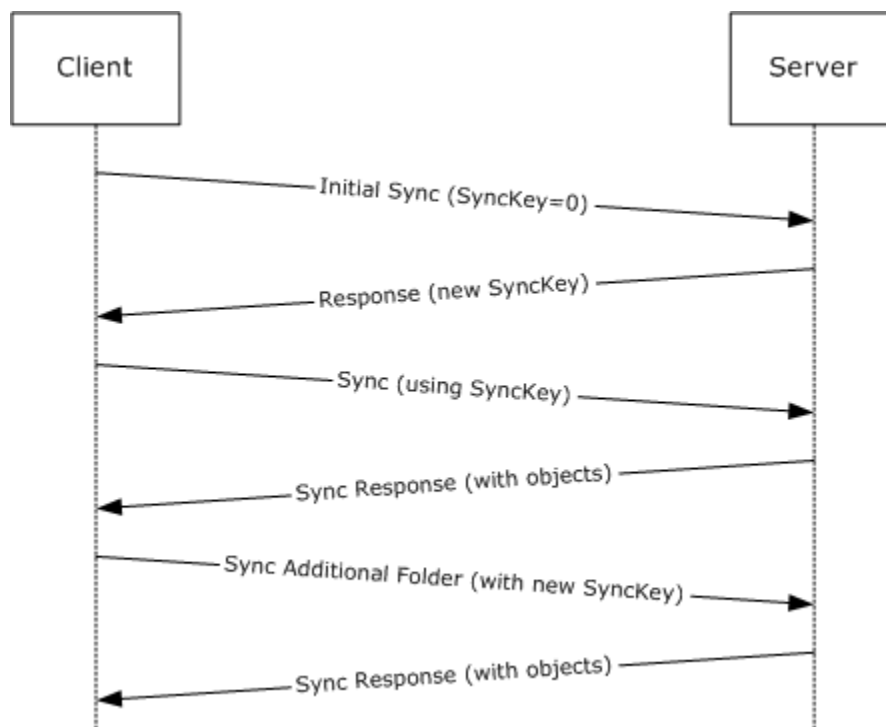 Client
Server
Initial Sync (SyncKey=0)
Response (new SyncKey)
Sync (using SyncKey)
Sync Response (with objects)
Sync Additional Folder (with new SyncKey)
Sync Response (with objects)